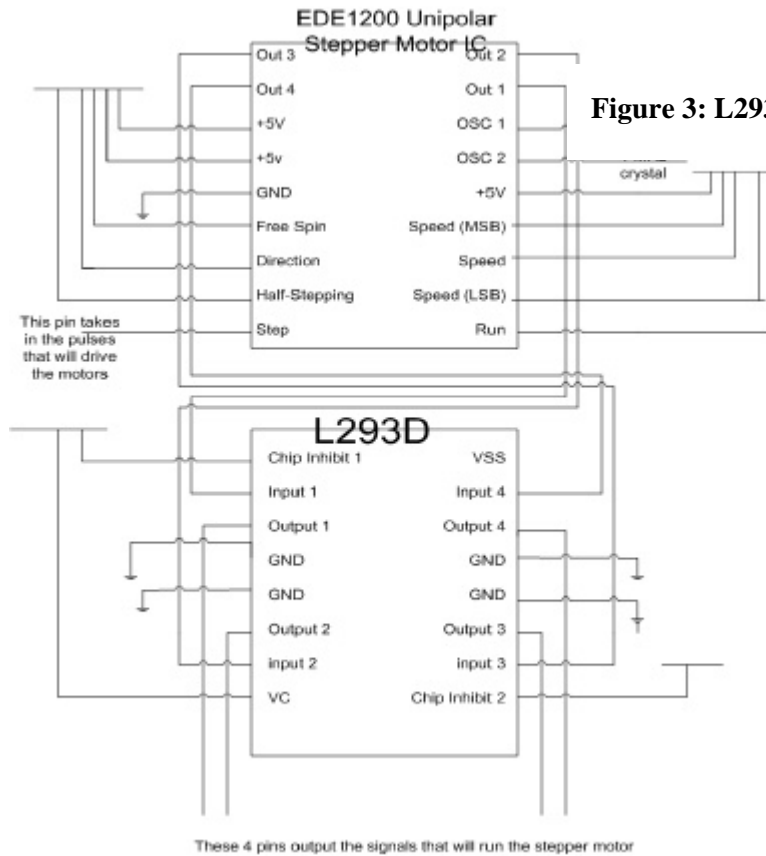 EDE1200 Unipolar
Stepper Motor IC
Out 3
Out 2
Out 4
Out 1
Figure 3:
+5V
OSC 1
+5v
OSC 2
crystal
GND
+5V
Free Spin
Speed (MSB)
Direction
Speed
Half-Stepping
Speed (LSB)
This pin takes
in the pulses
that will drive
the motors
Step
Run
L293D
Chip Inhibit 1
VSS
Input 1
Input 4
Output 1
Output 4
GND
GND
GND
GND
Output 2
Output 3
input 2
input 3
VC
Chip Inhibit 2
These 4 pins output the signals that will run the stepper motor